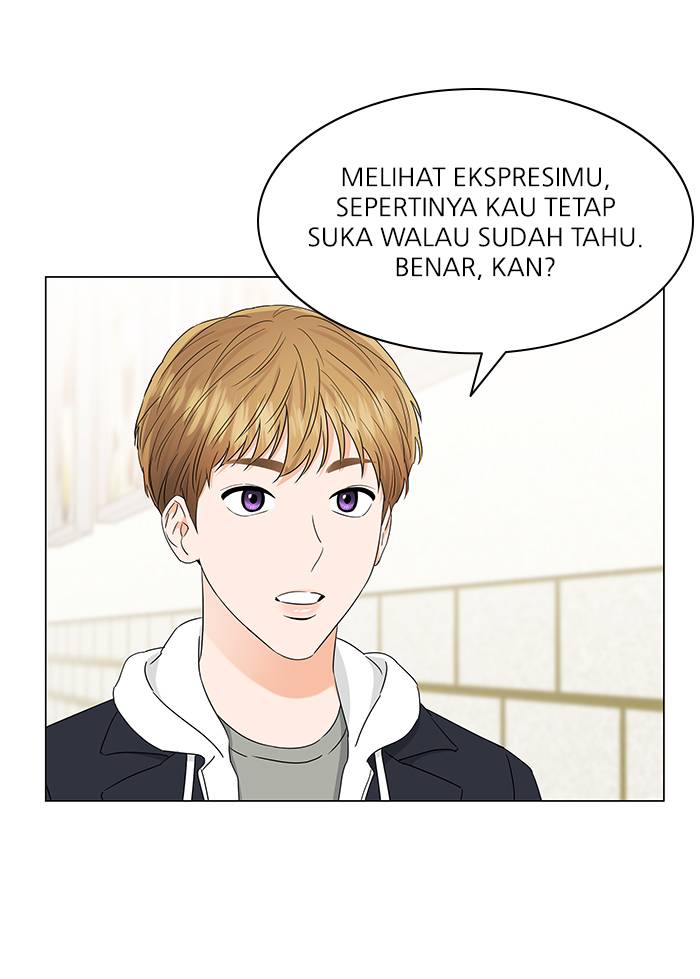 MELIHAT EKSPRESIMU,
SEPERTINYA KAU TETAP
SUKA WALAU SUDAH TAHU.
BENAR, KAN?